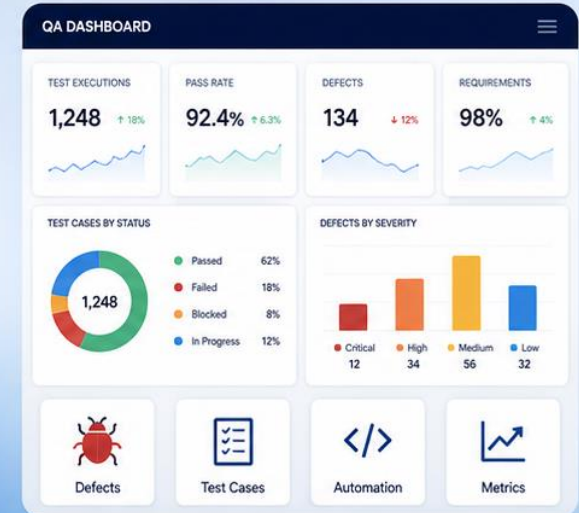 QA DASHBOARD
TEST EXECUTIONS
1,248 ↑ 18%
PASS RATE
92.4% ↑ 6.3%
DEFECTS
134 ↓ 12%
REQUIREMENTS
98% ↑ 4%
TEST CASES BY STATUS
1,248
Passed 62%
Failed 18%
Blocked 8%
In Progress 12%
DEFECTS BY SEVERITY
Critical High Medium Low
12 34 56 32
Defects
Test Cases
</>
Automation
Metrics